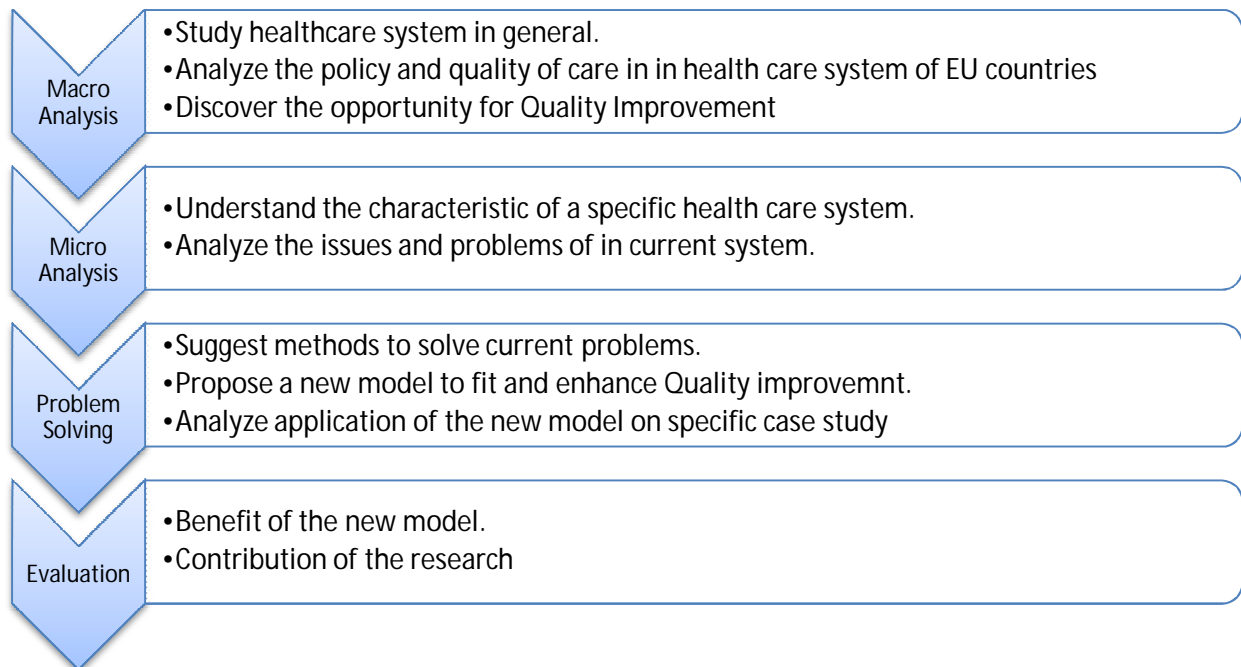 Macro
Analysis
•Study healthcare system in general.
•Analyze the policy and quality of care in in health care system of EU countries
•Discover the opportunity for Quality Improvement
Micro
Analysis
•Understand the characteristic of a specific health care system.
•Analyze the issues and problems of in current system.
Problem
Solving
•Suggest methods to solve current problems.
•Propose a new model to fit and enhance Quality improvemnt.
•Analyze application of the new model on specific case study
Evaluation
•Benefit of the new model.
•Contribution of the research